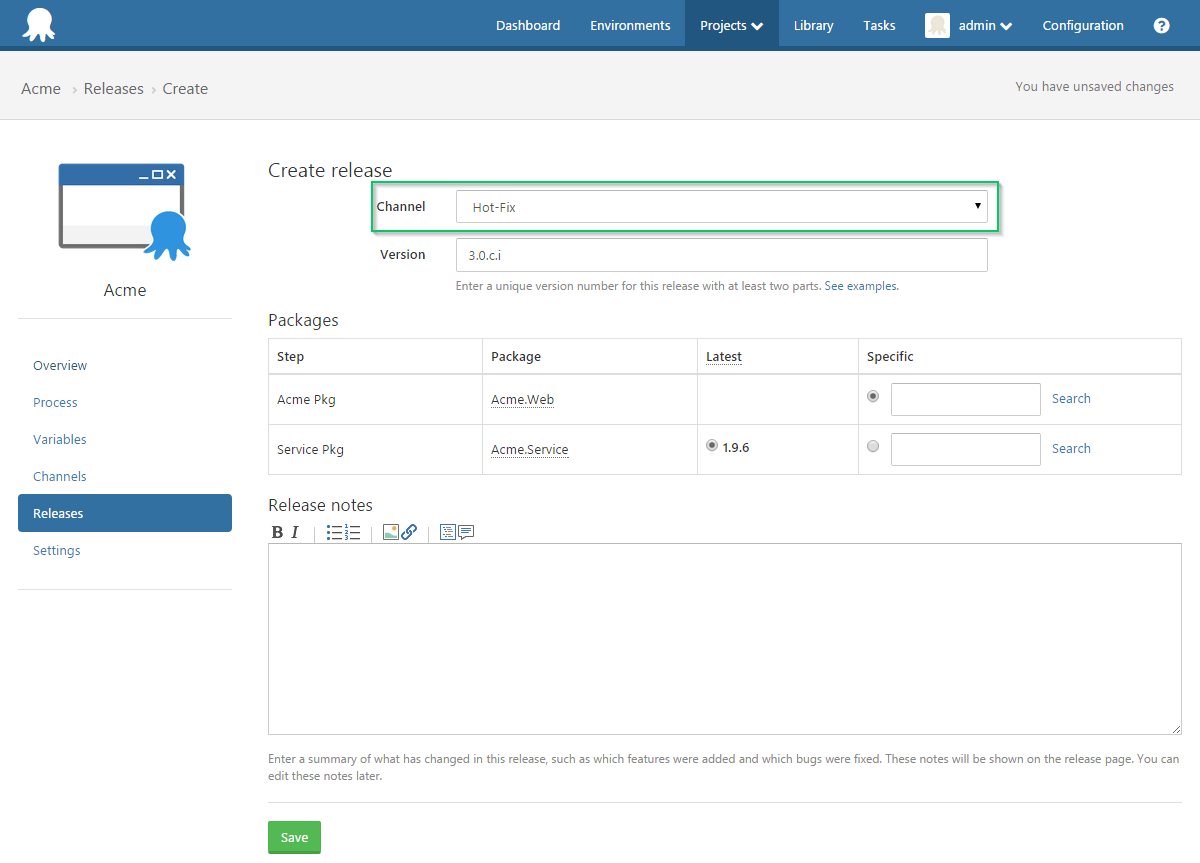 Dashboard Environments Projects Library Tasks admin Configuration ?
Acme › Releases › Create
You have unsaved changes
Acme
Overview
Process
Variables
Channels
Releases
Settings
Create release
Channel Hot-Fix
Version 3.0.c.i
Enter a unique version number for this release with at least two parts. See examples.
Packages
Step Package Latest Specific
Acme Pkg Acme.Web Search
Service Pkg Acme.Service 1.9.6 Search
Release notes
B I
Enter a summary of what has changed in this release, such as which features were added and which bugs were fixed. These notes will be shown on the release page. You can
edit these notes later.
Save